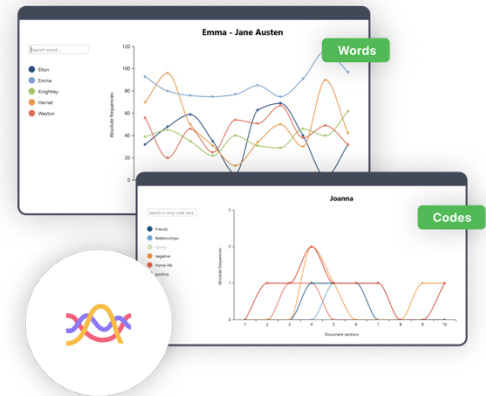 Emma - Jane Austen
Words
Search word...
Elton
Emma
Knightley
Harriet
Weston
Absolute frequencies
120
100
80
60
40
20
0
Joanna
Codes
Search or drop code here
Friends
Relationships
family
negative
Home life
positive
Absolute frequencies
3
2
1
0
1 2 3 4 5 6 7 8 9 10
Document sections